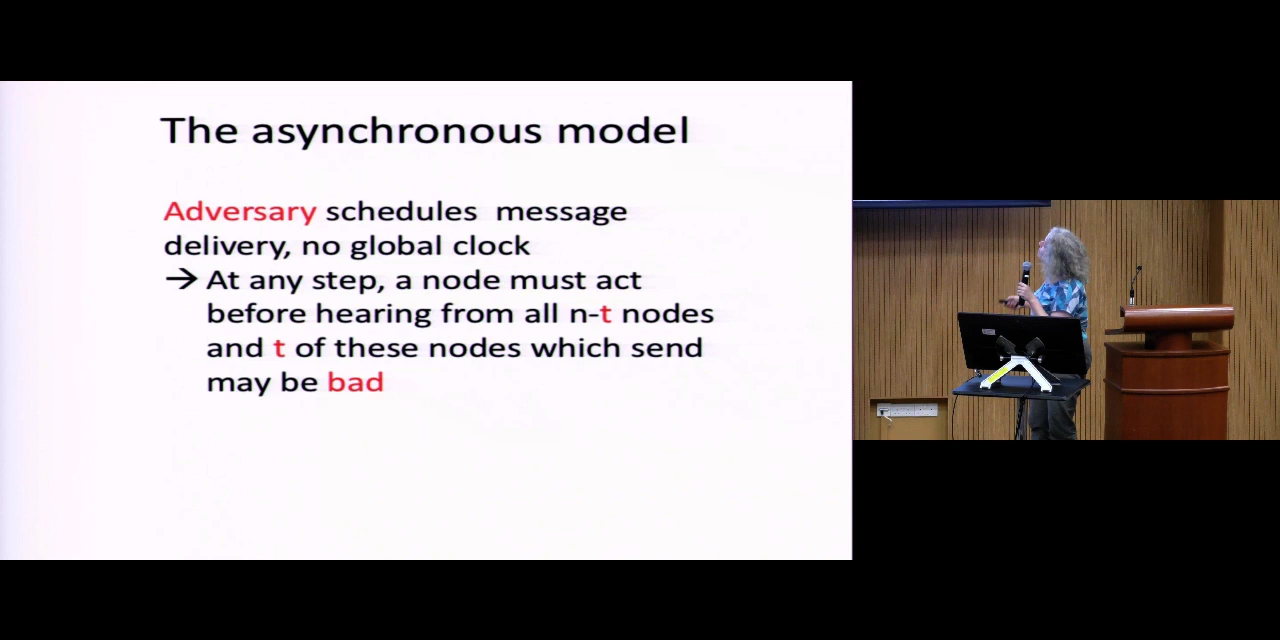 The asynchronous model
Adversary schedules message
delivery, no global clock
→ At any step, a node must act
before hearing from all n-t nodes
and t of these nodes which send
may be bad